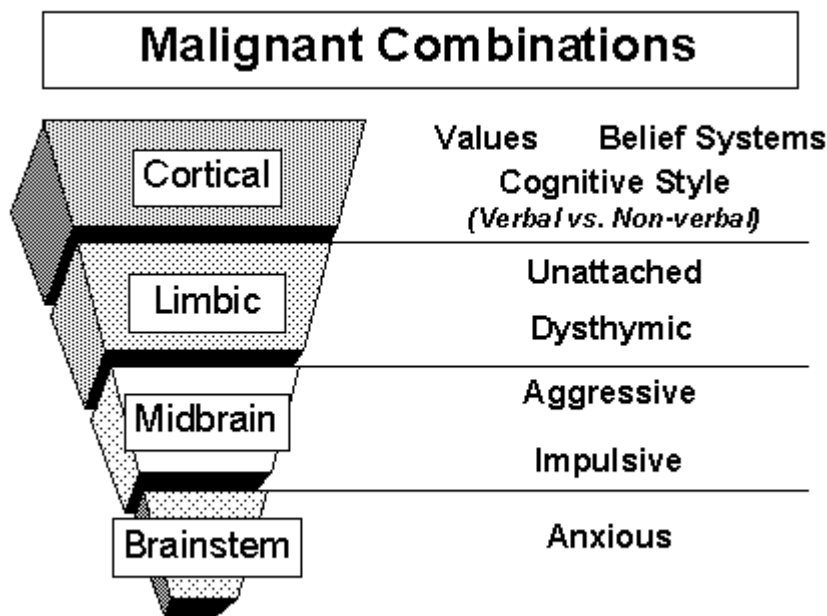 Malignant Combinations
Cortical
Values Belief Systems
Cognitive Style
(Verbal vs. Non-verbal)
Limbic
Unattached
Dysthymic
Midbrain
Aggressive
Impulsive
Brainstem
Anxious